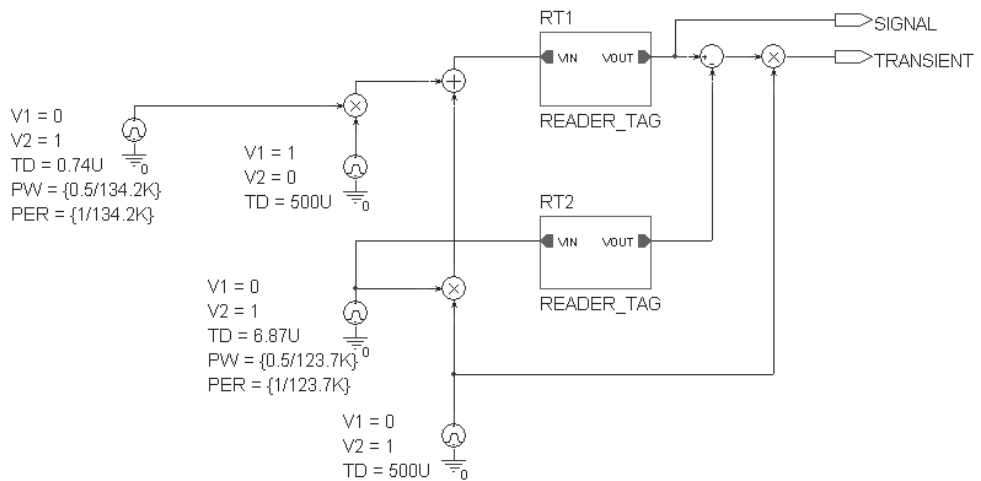 RT1
SIGNAL
VIN VOUT
TRANSIENT
READER_TAG
V1 = 0
V2 = 1
TD = 0.74U
PW = {0.5/134.2K}
PER = {1/134.2K}
0
V1 = 1
V2 = 0
TD = 500U
0
RT2
VIN VOUT
READER_TAG
V1 = 0
V2 = 1
TD = 6.87U
PW = {0.5/123.7K}
PER = {1/123.7K}
0
V1 = 0
V2 = 1
TD = 500U
0